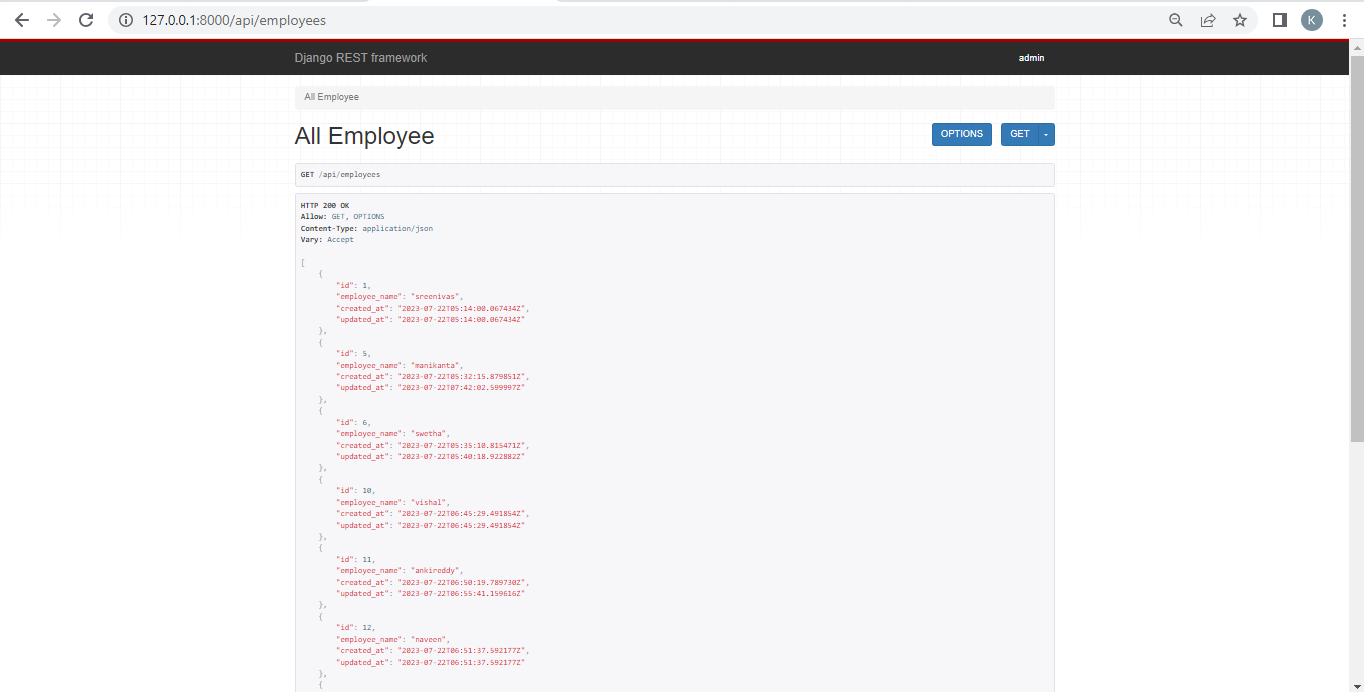 127.0.0.1:8000/api/employees
K
Django REST framework
admin
All Employee
All Employee
OPTIONS
GET
GET /api/employees
HTTP 200 OK
Allow: GET, OPTIONS
Content-Type: application/json
Vary: Accept
[
{
"id": 1,
"employee_name": "sreenivas",
"created_at": "2023-07-22T05:14:00.067434Z",
"updated_at": "2023-07-22T05:14:00.067434Z"
},
{
"id": 5,
"employee_name": "manikanta",
"created_at": "2023-07-22T05:32:15.879851Z",
"updated_at": "2023-07-22T07:42:02.599997Z"
},
{
"id": 6,
"employee_name": "swetha",
"created_at": "2023-07-22T05:35:10.815471Z",
"updated_at": "2023-07-22T05:40:18.922882Z"
},
{
"id": 10,
"employee_name": "vishal",
"created_at": "2023-07-22T06:45:29.491854Z",
"updated_at": "2023-07-22T06:45:29.491854Z"
},
{
"id": 11,
"employee_name": "ankireddy",
"created_at": "2023-07-22T06:50:19.789730Z",
"updated_at": "2023-07-22T06:55:41.159616Z"
},
{
"id": 12,
"employee_name": "naveen",
"created_at": "2023-07-22T06:51:37.592177Z",
"updated_at": "2023-07-22T06:51:37.592177Z"
},
{